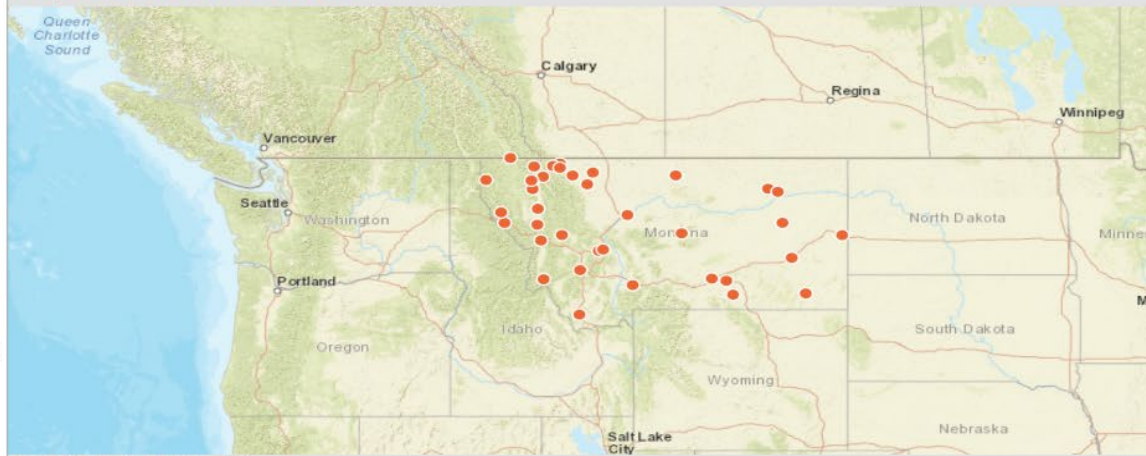 Queen
Charlotte
Sound
Calgary
Regina
Winnipeg
Vancouver
Seattle
Washington
North Dakota
Montana
Minne
Portland
M
Idaho
South Dakota
Oregon
Wyoming
Nebraska
Salt Lake
City